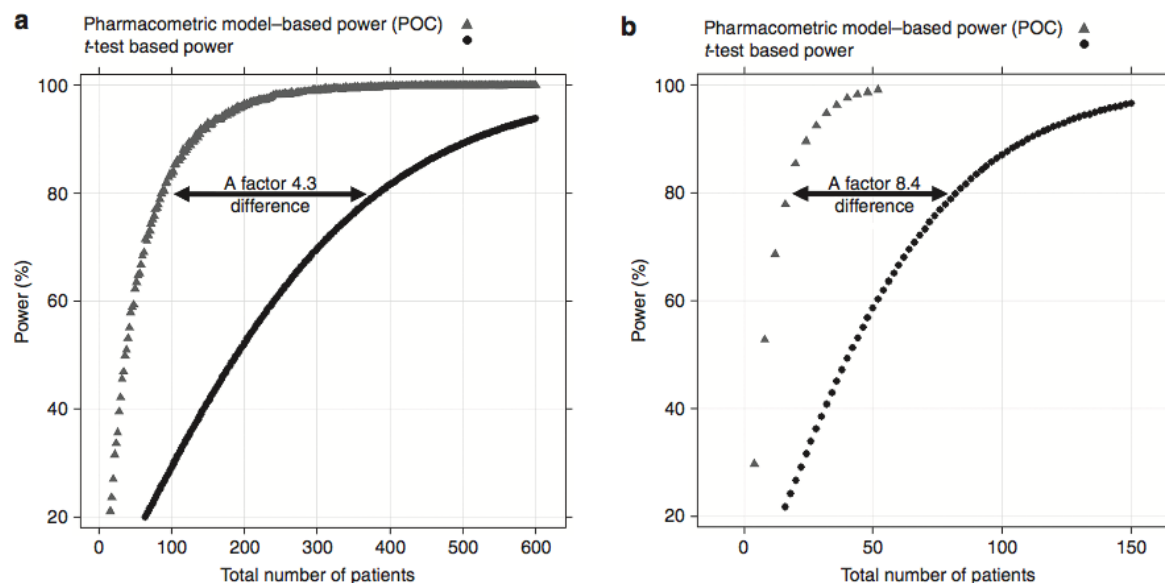 a
Pharmacometric model–based power (POC)
t-test based power
100
80
60
40
20
Power (%)
A factor 4.3
difference
0 100 200 300 400 500 600
Total number of patients
b
Pharmacometric model–based power (POC)
t-test based power
100
80
60
40
20
Power (%)
A factor 8.4
difference
0 50 100 150
Total number of patients